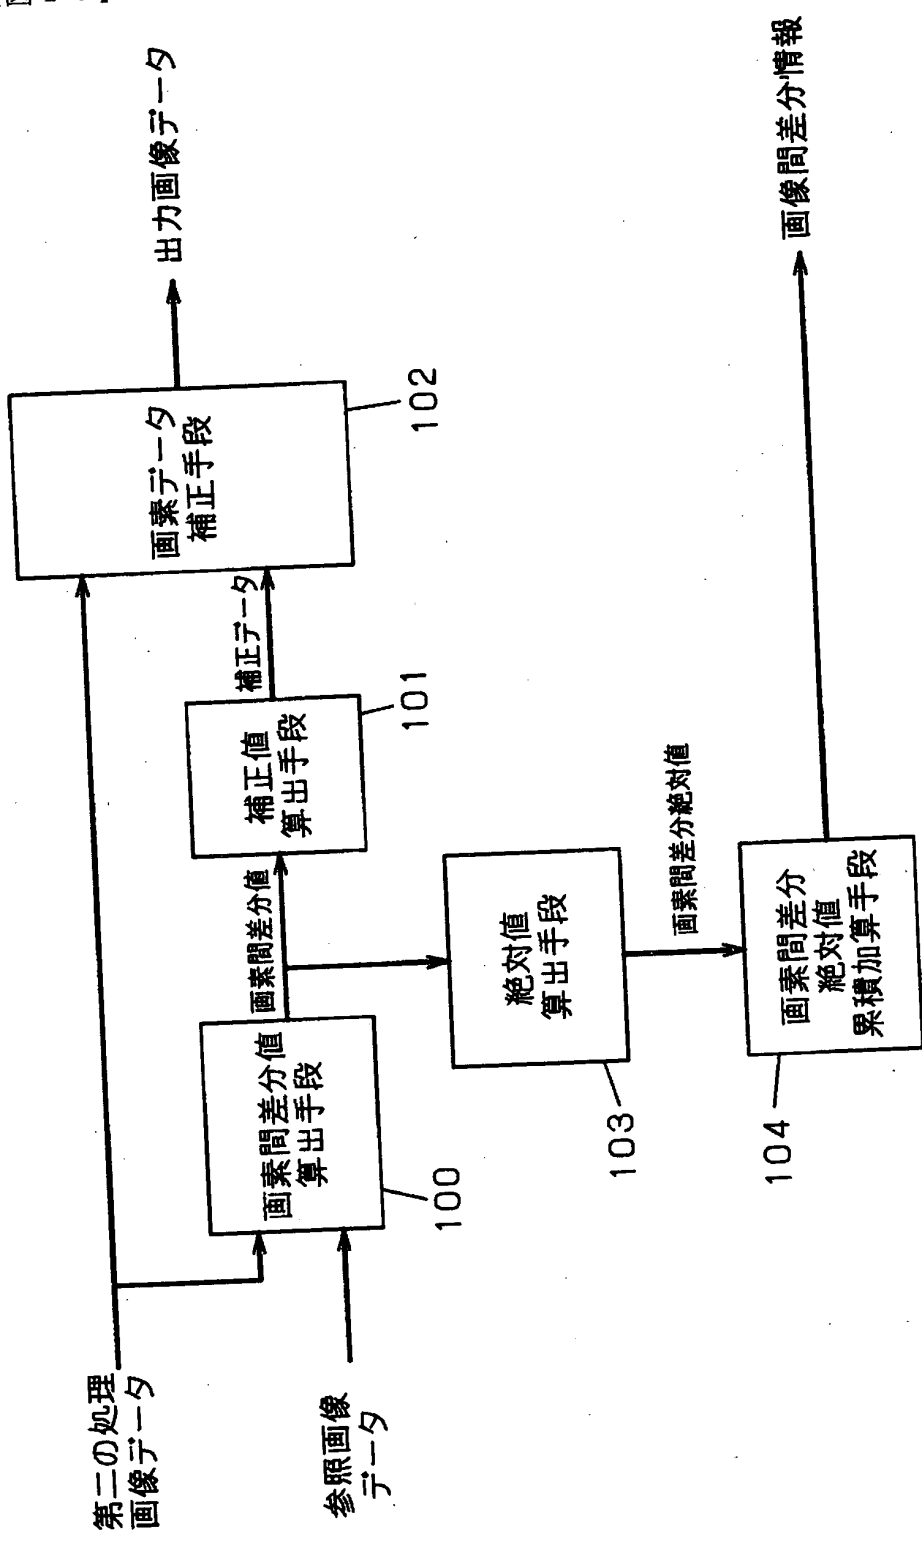 第二の処理
画像データ
参照画像
データ
画素間差分値
算出手段
100
画素間差分値
補正値
算出手段
101
補正データ
画素データ
補正手段
102
出力画像データ
絶対値
算出手段
103
画素間差分絶対値
画素間差分
絶対値
累積加算手段
104
画像間差分情報